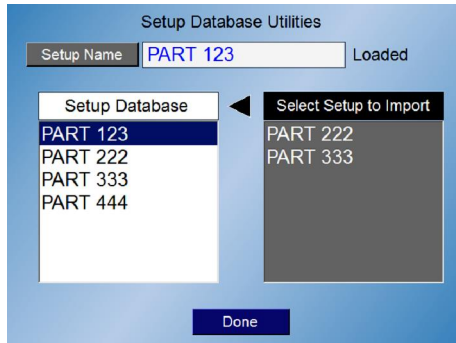 Setup Database Utilities
Setup Name PART 123 Loaded
Setup Database Select Setup to Import
PART 123 PART 222
PART 222 PART 333
PART 333
PART 444
Done